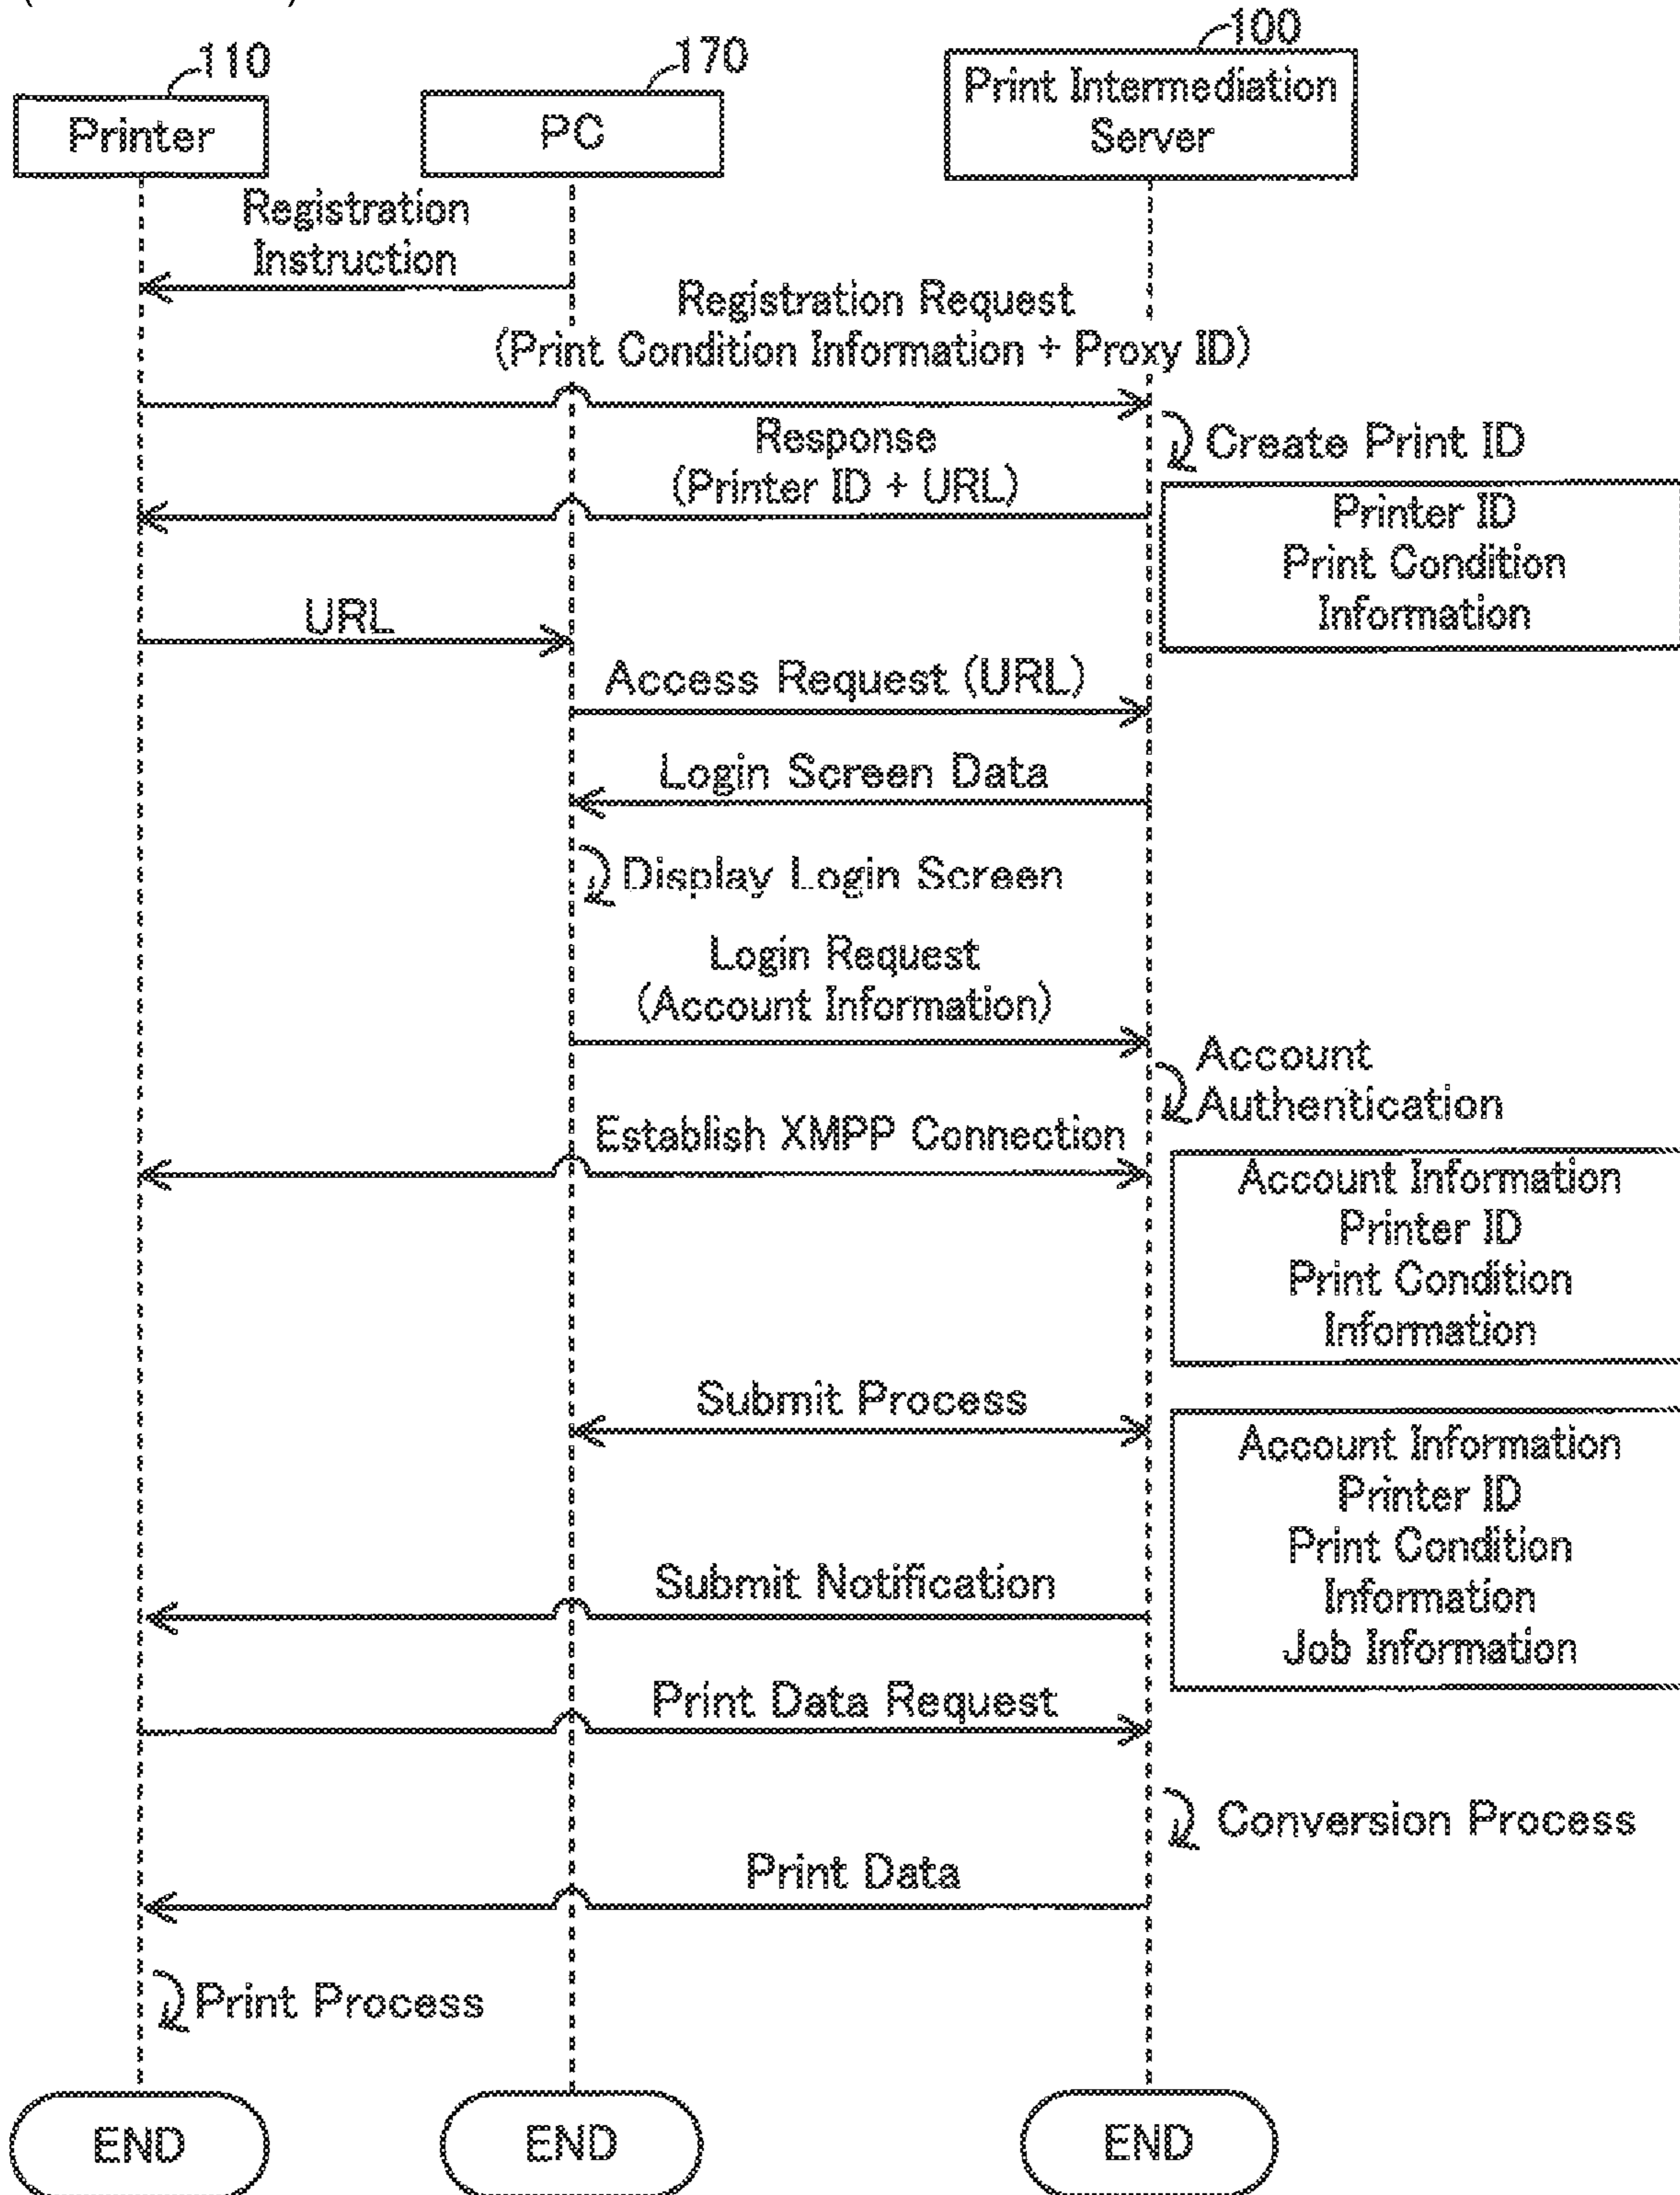 110
170
100
Printer
PC
Print Intermediation
Server
Registration
Instruction
Registration Request
(Print Condition Information + Proxy ID)
Create Print ID
Response
(Printer ID + URL)
Printer ID
Print Condition
Information
URL
Access Request (URL)
Login Screen Data
Display Login Screen
Login Request
(Account Information)
Account
Authentication
Establish XMPP Connection
Account Information
Printer ID
Print Condition
Information
Submit Process
Account Information
Printer ID
Print Condition
Information
Job Information
Submit Notification
Print Data Request
Conversion Process
Print Data
Print Process
END
END
END